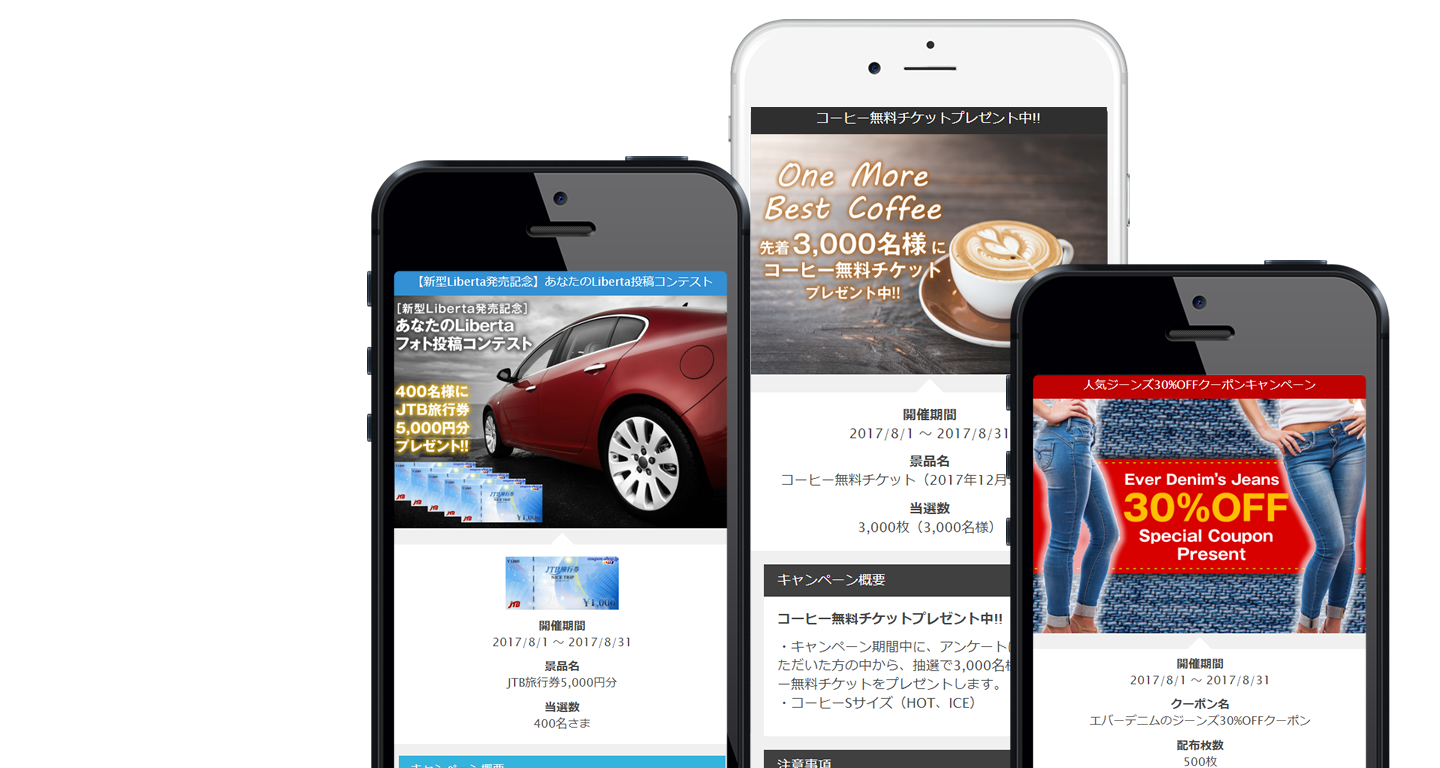 【新型Liberta発売記念】あなたのLiberta投稿コンテスト
［新型Liberta発売記念］
あなたのLiberta
フォト投稿コンテスト
400名様に
JTB旅行券
5,000円分
プレゼント!!
JTB旅行券
NICE TRIP
¥1,000
JTB
開催期間
2017/8/1 ～ 2017/8/31
景品名
JTB旅行券5,000円分
当選数
400名さま
キャンペーン概要
コーヒー無料チケットプレゼント中!!
One More
Best Coffee
先着 3,000名様 に
コーヒー無料チケット
プレゼント中!!
開催期間
2017/8/1 ～ 2017/8/31
景品名
コーヒー無料チケット（2017年12月
当選数
3,000枚（3,000名様）
キャンペーン概要
コーヒー無料チケットプレゼント中!!
・キャンペーン期間中に、アンケート
ただいた方の中から、抽選で3,000名
ー無料チケットをプレゼントします。
・コーヒーSサイズ（HOT、ICE）
注意事項
人気ジーンズ30%OFFクーポンキャンペーン
Ever Denim's Jeans
30%OFF
Special Coupon
Present
開催期間
2017/8/1 ～ 2017/8/31
クーポン名
エバーデニムのジーンズ30%OFFクーポン
配布枚数
500枚